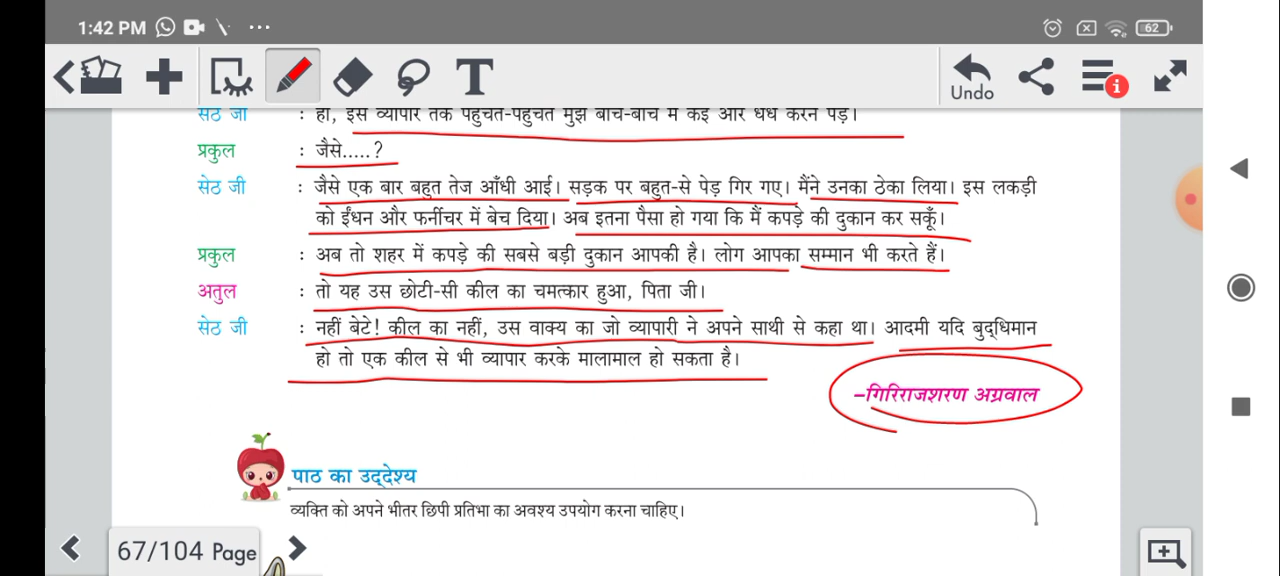 1:42 PM ... 62
Undo
सेठ जी : हाँ, इस व्यापार तक पहुँचते-पहुँचते मुझे बीच-बीच में कई और धंधे करने पड़े।
प्रकुल : जैसे.....?
सेठ जी : जैसे एक बार बहुत तेज आँधी आई। सड़क पर बहुत-से पेड़ गिर गए। मैंने उनका ठेका लिया। इस लकड़ी
को ईंधन और फर्नीचर में बेच दिया। अब इतना पैसा हो गया कि मैं कपड़े की दुकान कर सकूँ।
प्रकुल : अब तो शहर में कपड़े की सबसे बड़ी दुकान आपकी है। लोग आपका सम्मान भी करते हैं।
अतुल : तो यह उस छोटी-सी कील का चमत्कार हुआ, पिता जी।
सेठ जी : नहीं बेटे! कील का नहीं, उस वाक्य का जो व्यापारी ने अपने साथी से कहा था। आदमी यदि बुद्‌धिमान
हो तो एक कील से भी व्यापार करके मालामाल हो सकता है।
–गिरिराजशरण अग्रवाल
पाठ का उद्‌देश्य
व्यक्ति को अपने भीतर छिपी प्रतिभा का अवश्य उपयोग करना चाहिए।
67/104 Page